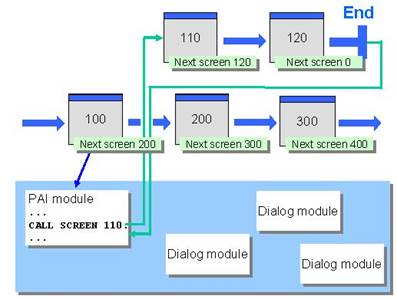 End
110
120
Next screen 120
Next screen 0
100
200
300
Next screen 200
Next screen 300
Next screen 400
PAI module
...
CALL SCREEN 110.
...
Dialog module
Dialog module
Dialog module